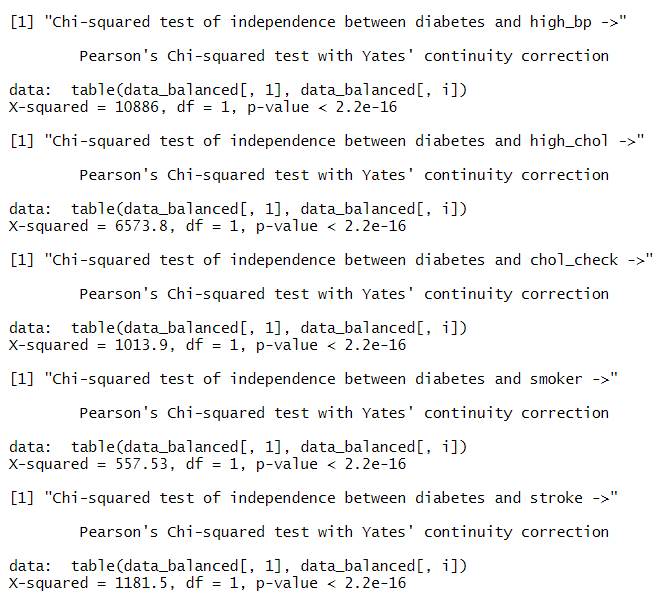 [1] "Chi-squared test of independence between diabetes and high_bp ->"
Pearson's Chi-squared test with Yates' continuity correction
data:  table(data_balanced[, 1], data_balanced[, i])
X-squared = 10886, df = 1, p-value < 2.2e-16
[1] "Chi-squared test of independence between diabetes and high_chol ->"
Pearson's Chi-squared test with Yates' continuity correction
data:  table(data_balanced[, 1], data_balanced[, i])
X-squared = 6573.8, df = 1, p-value < 2.2e-16
[1] "Chi-squared test of independence between diabetes and chol_check ->"
Pearson's Chi-squared test with Yates' continuity correction
data:  table(data_balanced[, 1], data_balanced[, i])
X-squared = 1013.9, df = 1, p-value < 2.2e-16
[1] "Chi-squared test of independence between diabetes and smoker ->"
Pearson's Chi-squared test with Yates' continuity correction
data:  table(data_balanced[, 1], data_balanced[, i])
X-squared = 557.53, df = 1, p-value < 2.2e-16
[1] "Chi-squared test of independence between diabetes and stroke ->"
Pearson's Chi-squared test with Yates' continuity correction
data:  table(data_balanced[, 1], data_balanced[, i])
X-squared = 1181.5, df = 1, p-value < 2.2e-16